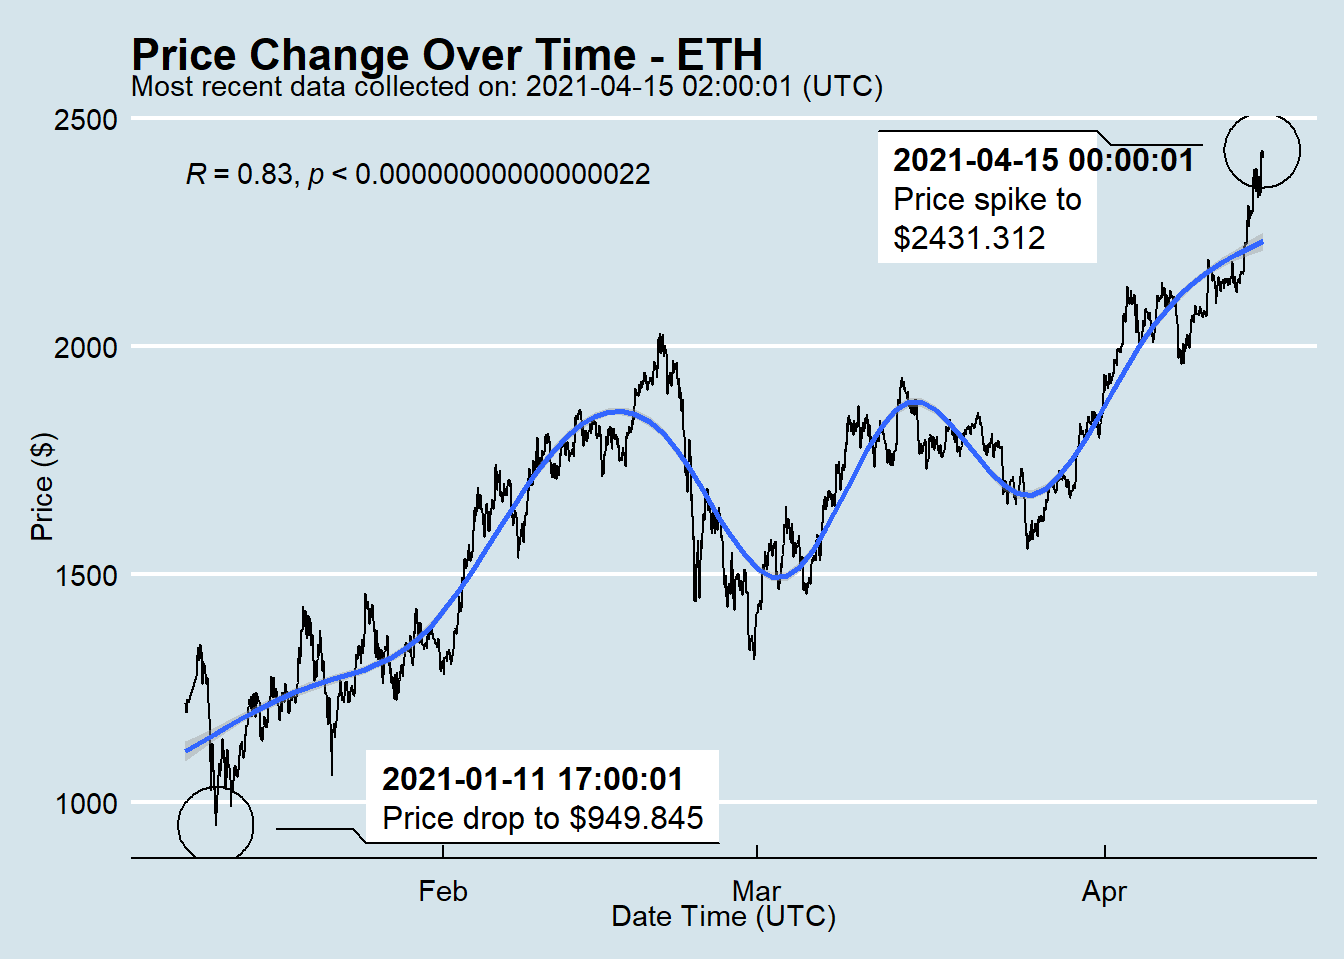 Price Change Over Time - ETH
Most recent data collected on: 2021-04-15 02:00:01 (UTC)
2500
R = 0.83, p < 0.00000000000000022
2021-04-15 00:00:01
Price spike to
$2431.312
2000
Price ($)
1500
2021-01-11 17:00:01
Price drop to $949.845
1000
Feb Mar Apr
Date Time (UTC)